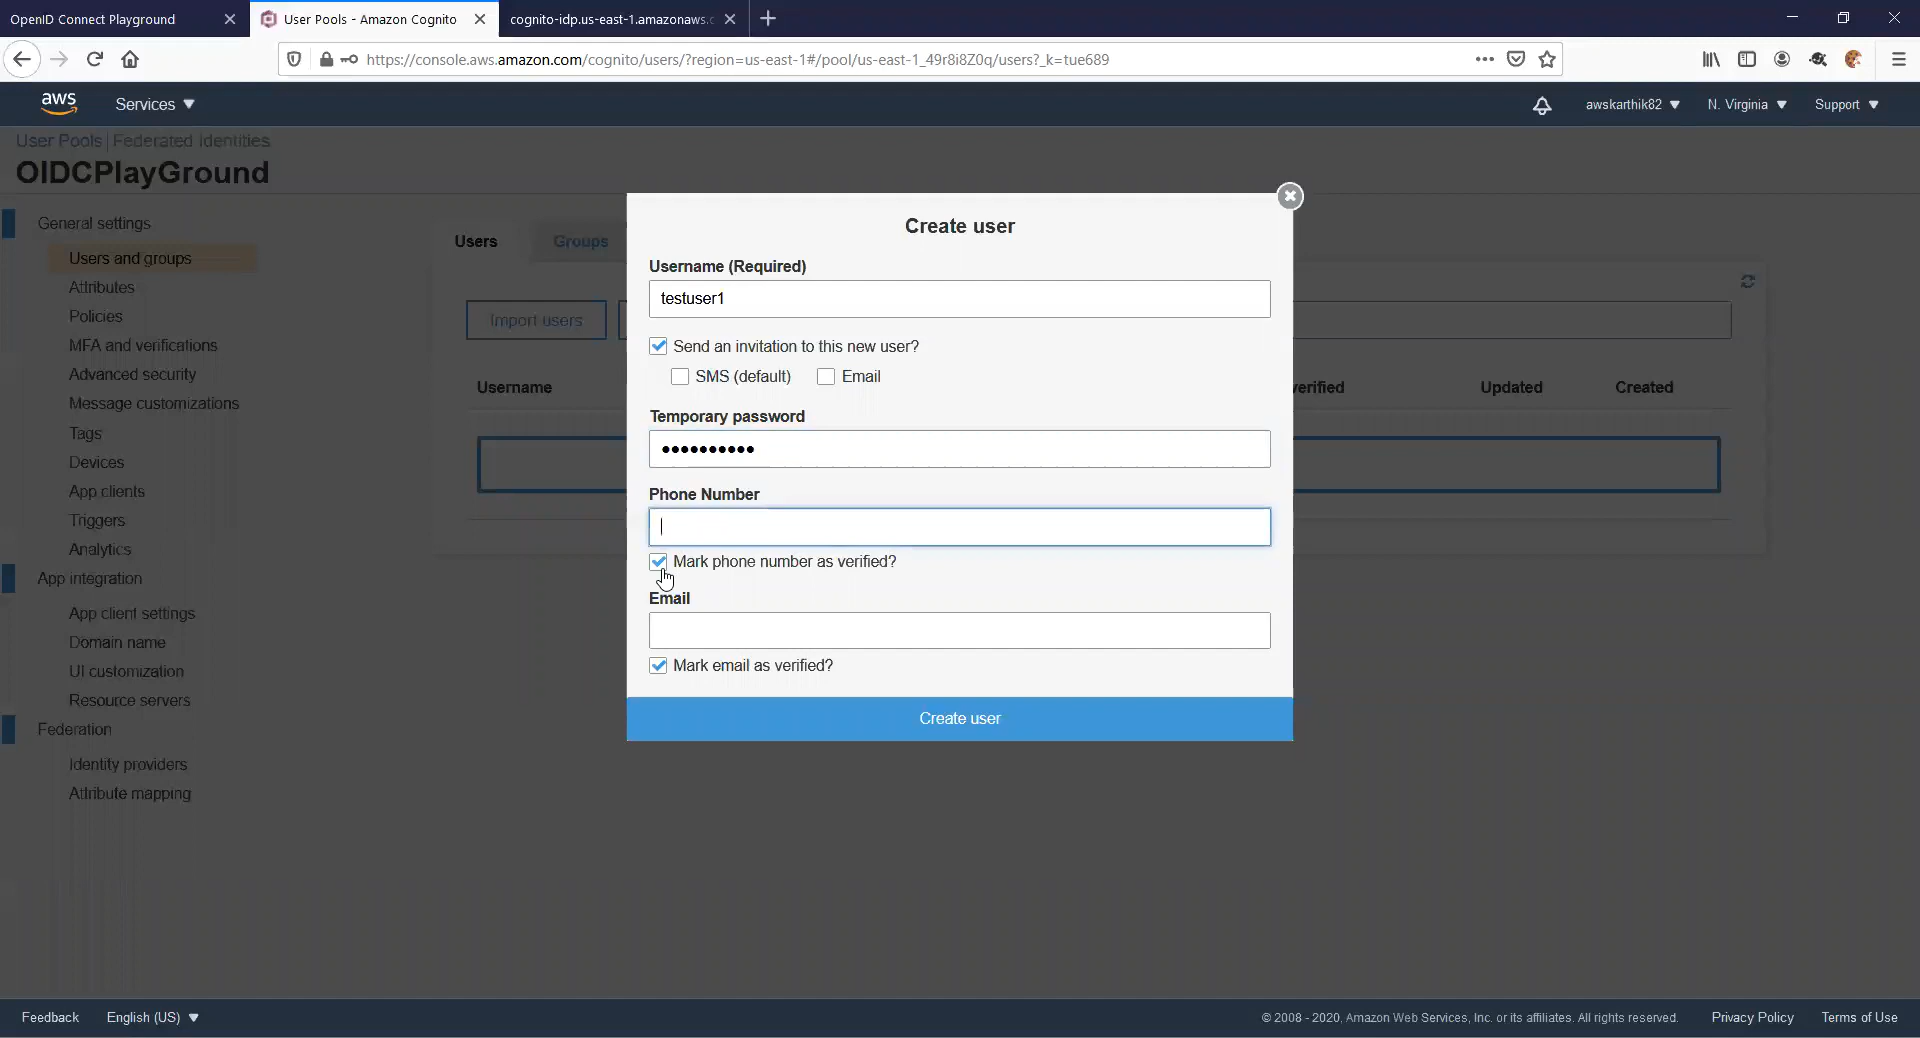 OpenID Connect Playground
User Pools - Amazon Cognito
cognito-idp.us-east-1.amazonaws.c
https://console.aws.amazon.com/cognito/users/?region=us-east-1#/pool/us-east-1_49r8i8Z0q/users?_k=tue689
aws
Services
awskarthik82
N. Virginia
Support
User Pools | Federated Identities
OIDCPlayGround
General settings
Users and groups
Attributes
Policies
MFA and verifications
Advanced security
Message customizations
Tags
Devices
App clients
Triggers
Analytics
App integration
App client settings
Domain name
UI customization
Resource servers
Federation
Identity providers
Attribute mapping
Users
Groups
Import users
Username
verified
Updated
Created
Create user
Username (Required)
testuser1
Send an invitation to this new user?
SMS (default)
Email
Temporary password
Phone Number
Mark phone number as verified?
Email
Mark email as verified?
Create user
Feedback
English (US)
© 2008 - 2020, Amazon Web Services, Inc. or its affiliates. All rights reserved.
Privacy Policy
Terms of Use